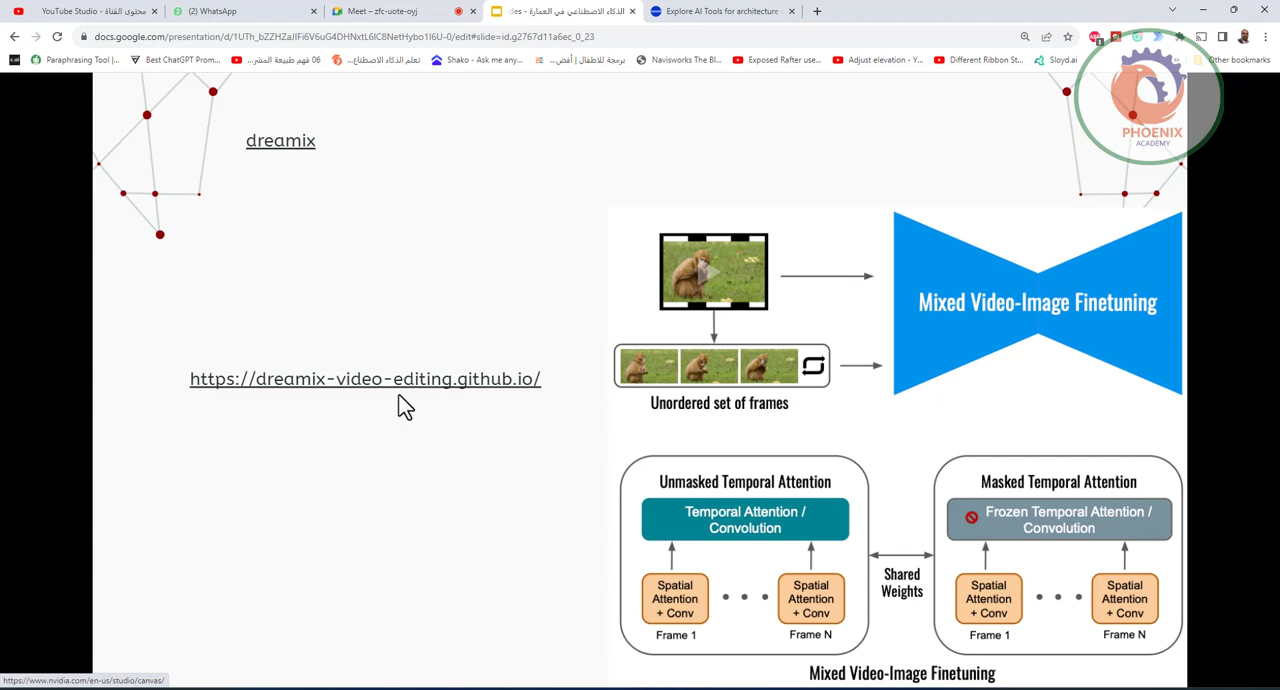 YouTube Studio - محتوى القناة
(2) WhatsApp
Meet – zfc-uote-oyj
الذكاء الاصطناعي في العمارة - des
Explore AI Tools for architecture
docs.google.com/presentation/d/1UTh_bZZHZaJIFi6V6uG4DHNxtL6lC8NetHybo1I6U-0/edit#slide=id.g2767d11a6ec_0_23
Paraphrasing Tool |...
Best ChatGPT Prom...
06 فهم طبيعة المشر...
تعلم الذكاء الاصطناع...
Shako - Ask me any...
برمجة للاطفال | أفض...
Navisworks The Bl...
Exposed Rafter use...
Adjust elevation - Y...
Different Ribbon St...
Sloyd.ai
Other bookmarks
PHOENIX
ACADEMY
dreamix
https://dreamix-video-editing.github.io/
Mixed Video-Image Finetuning
Unordered set of frames
Unmasked Temporal Attention
Temporal Attention /
Convolution
Spatial
Attention
+ Conv
Spatial
Attention
+ Conv
Frame 1
Frame N
Shared
Weights
Masked Temporal Attention
Frozen Temporal Attention /
Convolution
Spatial
Attention
+ Conv
Spatial
Attention
+ Conv
Frame 1
Frame N
Mixed Video-Image Finetuning
https://www.nvidia.com/en-us/studio/canvas/